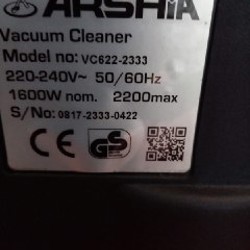 ARSHIA
Vacuum Cleaner
Model no: VC622-2333
220-240V~ 50/60Hz
1600W nom. 2200max
S/No: 0817-2333-0422
CE GS